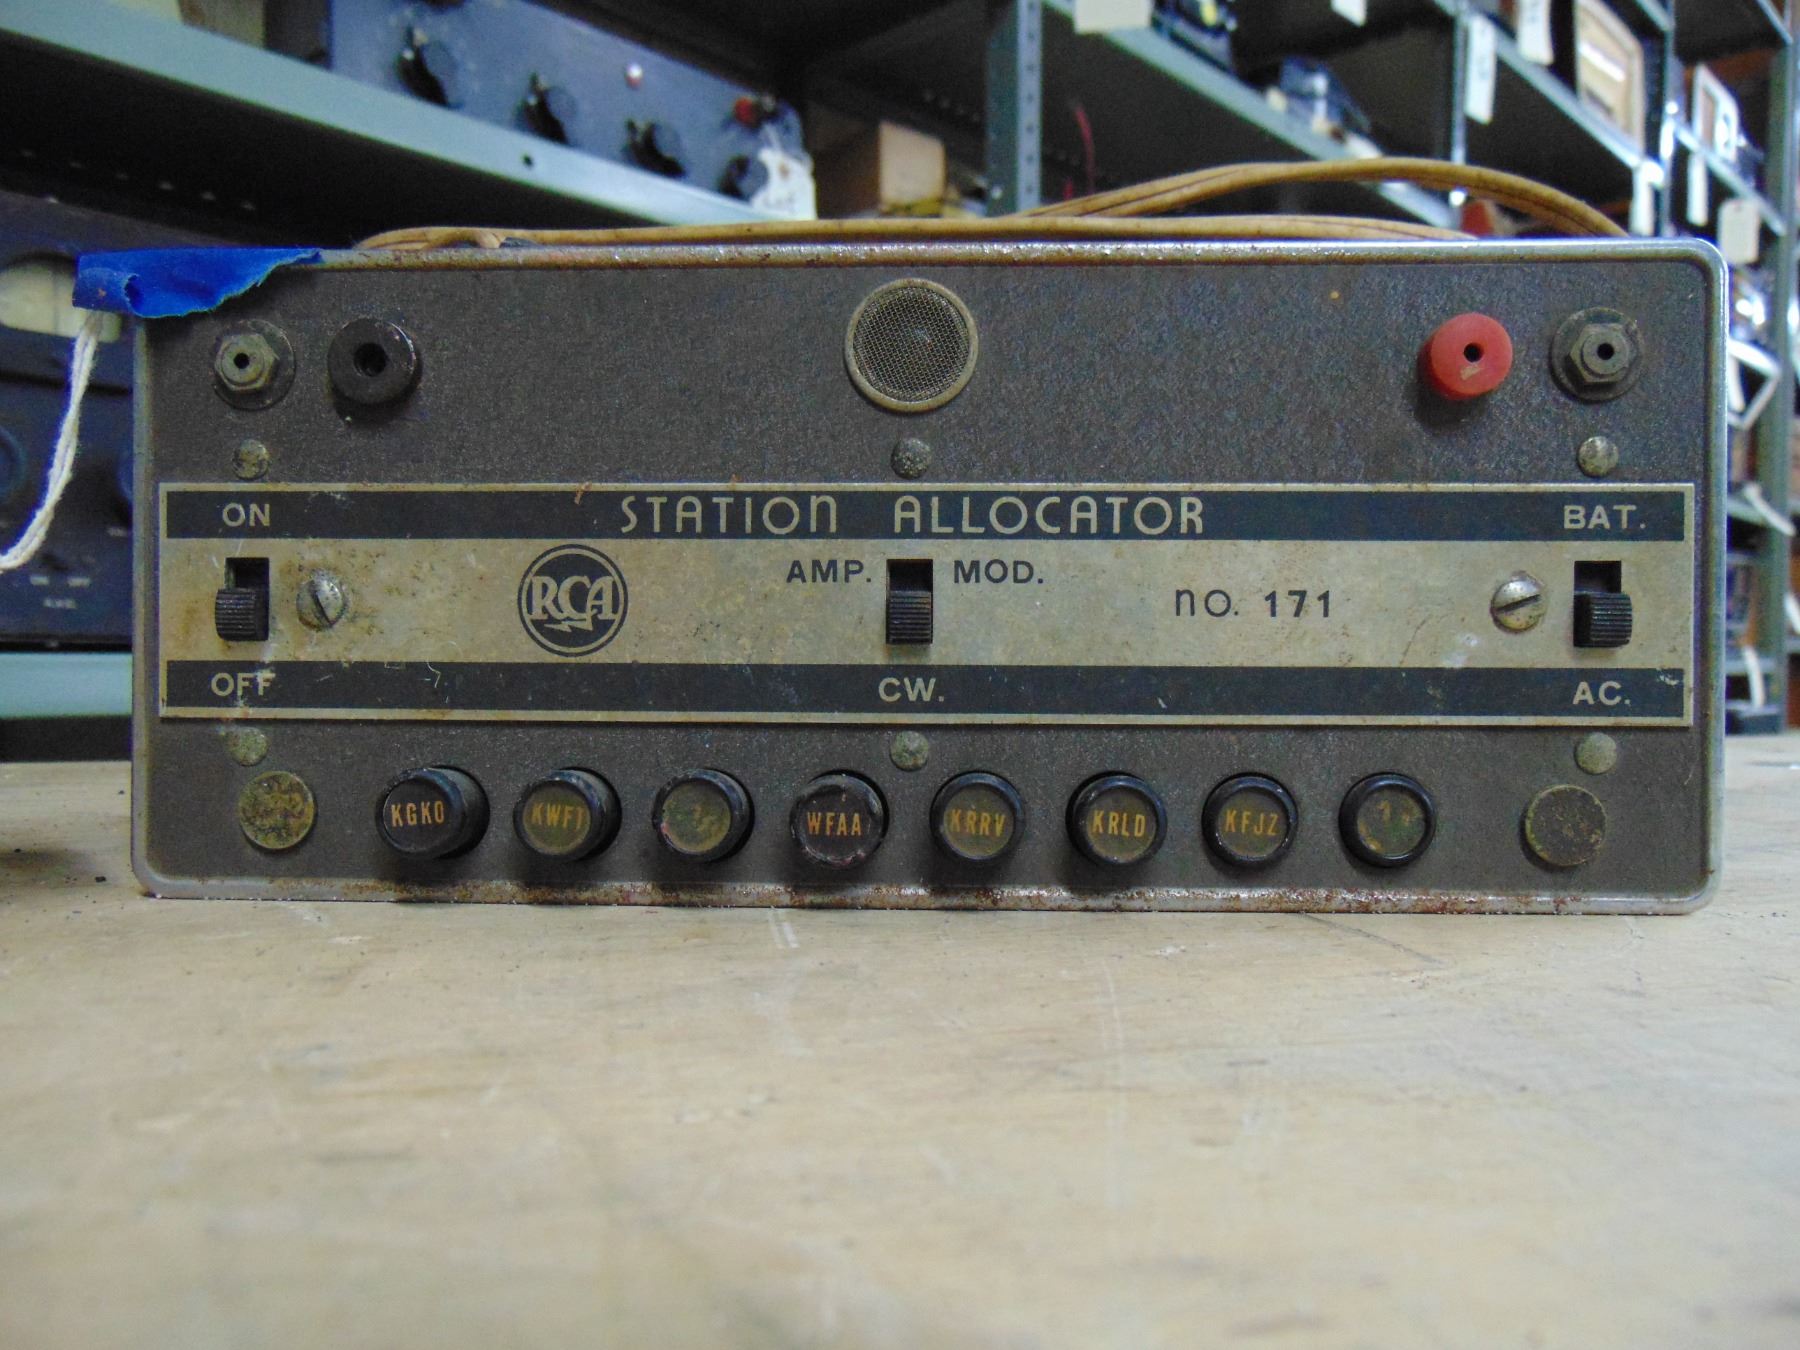 ON STATION ALLOCATOR BAT.
RCA AMP. MOD. NO. 171
OFF CW. AC.
KGKO KWFT WFAA KRRV KRLD KFJZ